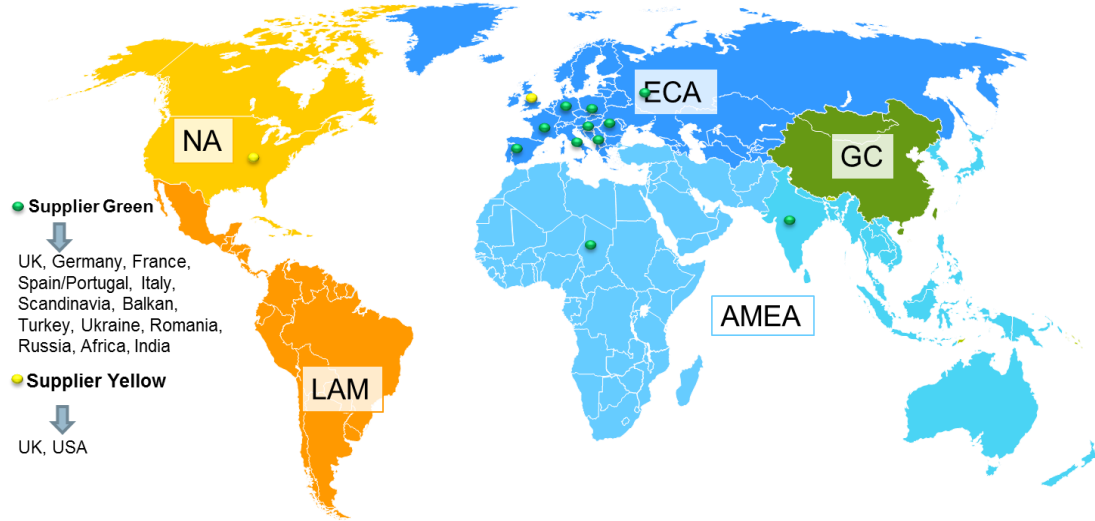 ECA
NA
GC
Supplier Green
UK, Germany, France,
Spain/Portugal, Italy,
Scandinavia, Balkan,
Turkey, Ukraine, Romania,
Russia, Africa, India
AMEA
Supplier Yellow
LAM
UK, USA